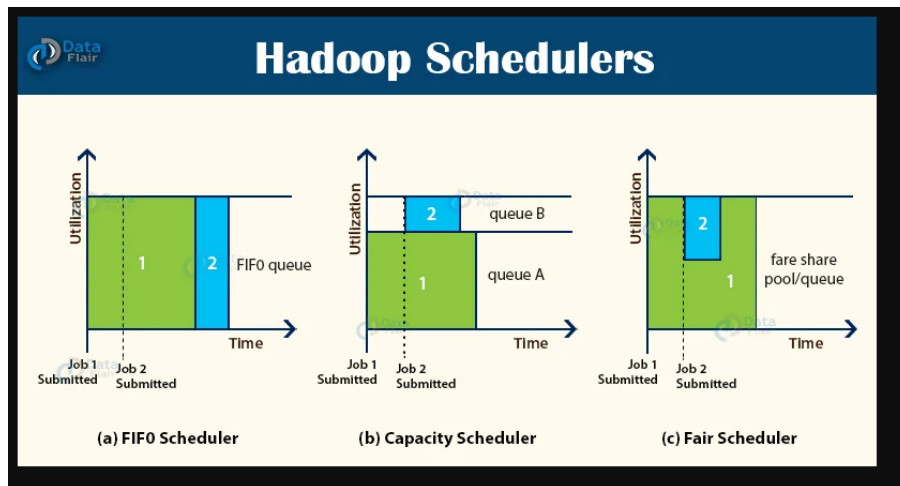 Data
Flair
Hadoop Schedulers
Utilization
1
2
FIFO queue
Time
Job 1
Submitted
Job 2
Submitted
(a) FIFO Scheduler
Utilization
2
queue B
1
queue A
Time
Job 1
Submitted
Job 2
Submitted
(b) Capacity Scheduler
Utilization
2
1
fare share
pool/queue
Time
Job 1
Submitted
Job 2
Submitted
(c) Fair Scheduler